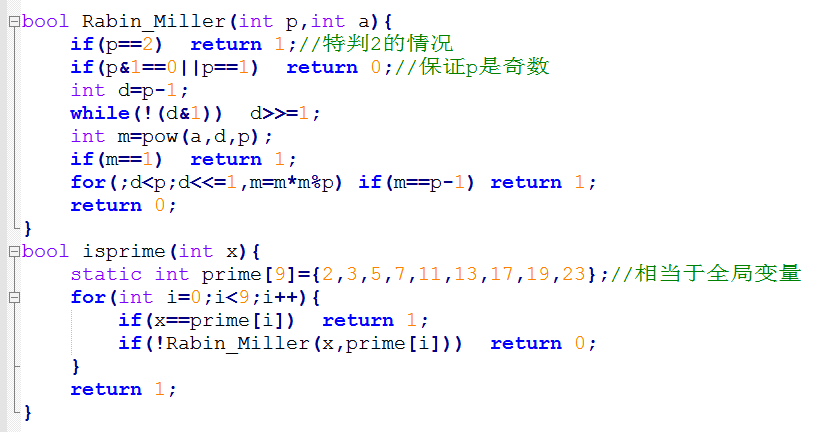 bool Rabin_Miller(int p,int a){
    if(p==2)  return 1;//特判2的情况
    if(p&1==0||p==1)  return 0;//保证p是奇数
    int d=p-1;
    while(!(d&1))  d>>=1;
    int m=pow(a,d,p);
    if(m==1)  return 1;
    for(;d<p;d<<=1,m=m*m%p) if(m==p-1) return 1;
    return 0;
}
bool isprime(int x){
    static int prime[9]={2,3,5,7,11,13,17,19,23};//相当于全局变量
    for(int i=0;i<9;i++){
        if(x==prime[i])  return 1;
        if(!Rabin_Miller(x,prime[i]))  return 0;
    }
    return 1;
}